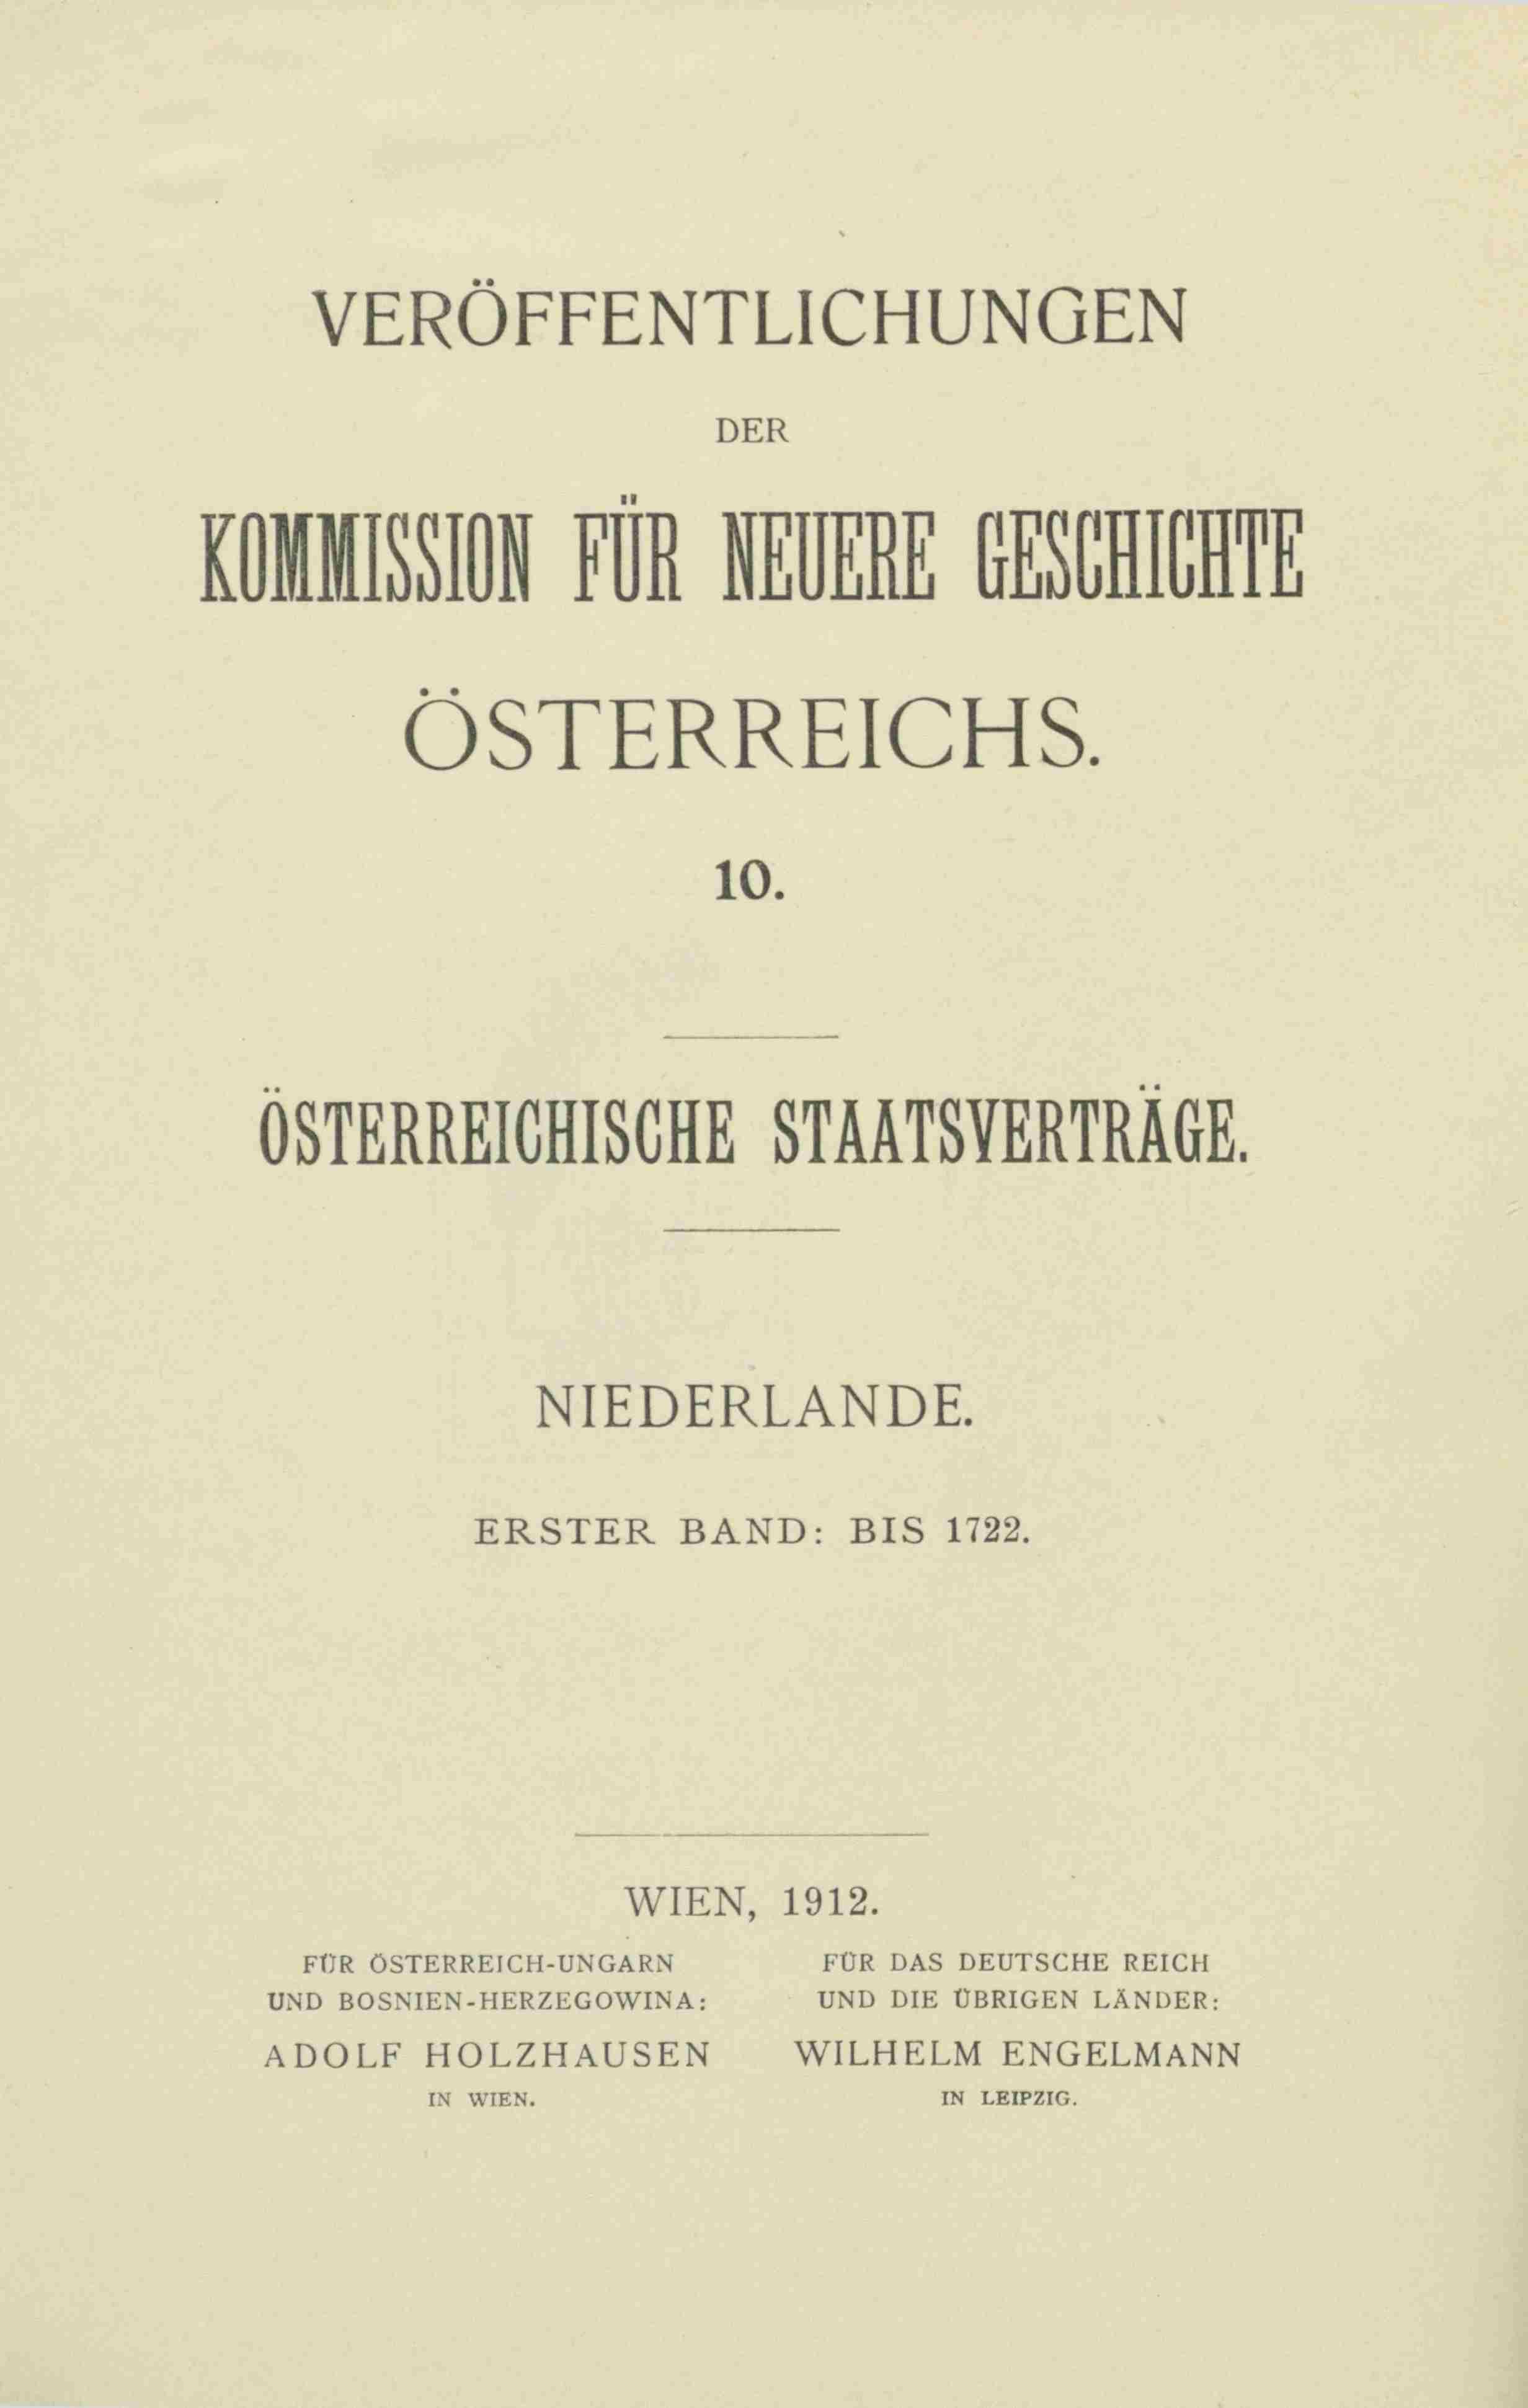 VERÖFFENTLICHUNGEN
DER
KOMMISSION FÜR NEUERE GESCHICHTE
ÖSTERREICHS.
10.
ÖSTERREICHISCHE STAATSVERTRÄGE.
NIEDERLANDE.
ERSTER BAND: BIS 1722.
WIEN, 1912.
FÜR ÖSTERREICH-UNGARN
UND BOSNIEN-HERZEGOWINA:
ADOLF HOLZHAUSEN
IN WIEN.
FÜR DAS DEUTSCHE REICH
UND DIE ÜBRIGEN LÄNDER:
WILHELM ENGELMANN
IN LEIPZIG.